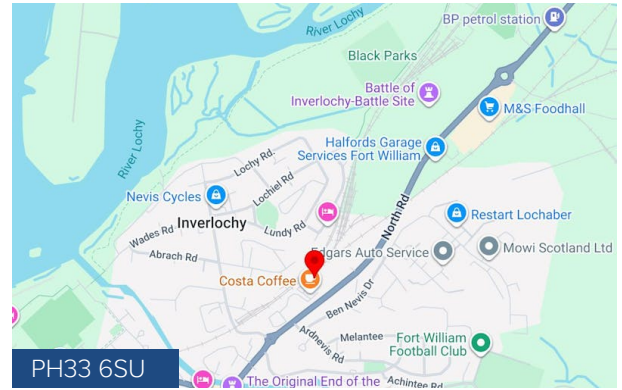 River Lochy
BP petrol station
Black Parks
Battle of
Inverlochy-Battle Site
M&S Foodhall
River Lochy
Halfords Garage
Services Fort William
Lochy Rd.
Nevis Cycles
Lochiel Rd
Inverlochy
Lundy Rd
North Rd
Restart Lochaber
Wades Rd
Abrach Rd
Edgars Auto Service
Mowi Scotland Ltd
Costa Coffee
Ben Nevis Dr
Ardnevis Rd
Melantee
Fort William
Football Club
PH33 6SU
The Original End of the
Achintee Rd